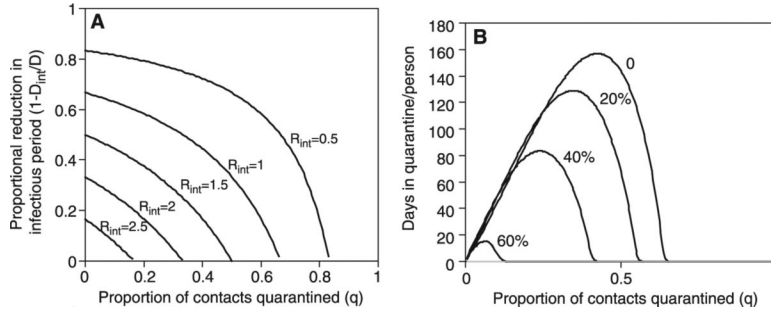 A
Proportional reduction in
infectious period (1-Dint/D)
1
0.8
0.6
0.4
0.2
0
Rint=0.5
Rint=1
Rint=1.5
Rint=2
Rint=2.5
0 0.2 0.4 0.6 0.8 1
Proportion of contacts quarantined (q)
B
Days in quarantine/person
180
160
140
120
100
80
60
40
20
0
0
20%
40%
60%
0 0.5
Proportion of contacts quarantined (q)